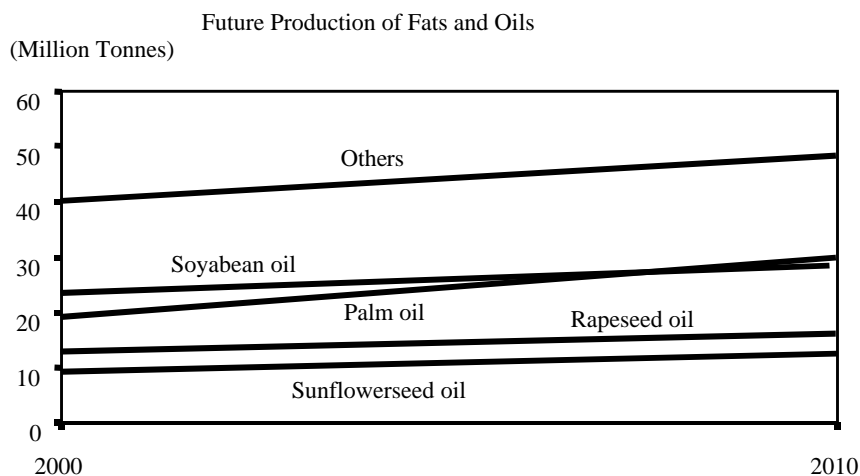 Future Production of Fats and Oils
(Million Tonnes)
60
50
Others
40
30
Soyabean oil
20
Palm oil
Rapeseed oil
10
Sunflowerseed oil
0
2000 2010